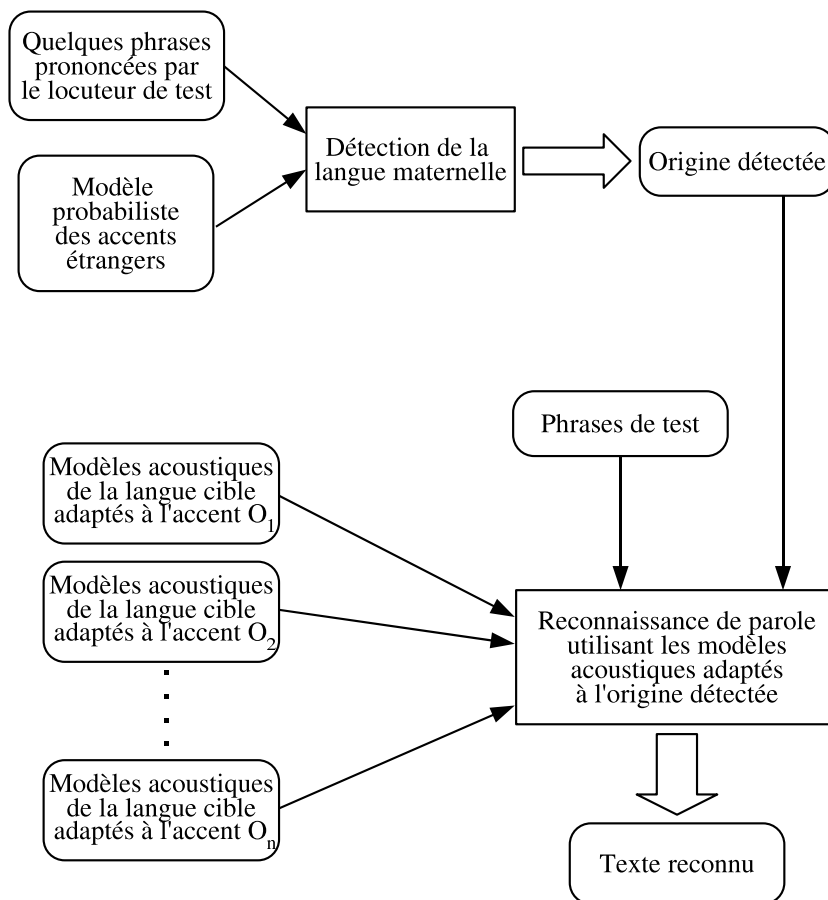 Quelques phrases
prononcées par
le locuteur de test
Détection de la
langue maternelle
Origine détectée
Modèle
probabiliste
des accents
étrangers
Phrases de test
Modèles acoustiques
de la langue cible
adaptés à l'accent O1
Modèles acoustiques
de la langue cible
adaptés à l'accent O2
Reconnaissance de parole
utilisant les modèles
acoustiques adaptés
à l'origine détectée
Modèles acoustiques
de la langue cible
adaptés à l'accent On
Texte reconnu